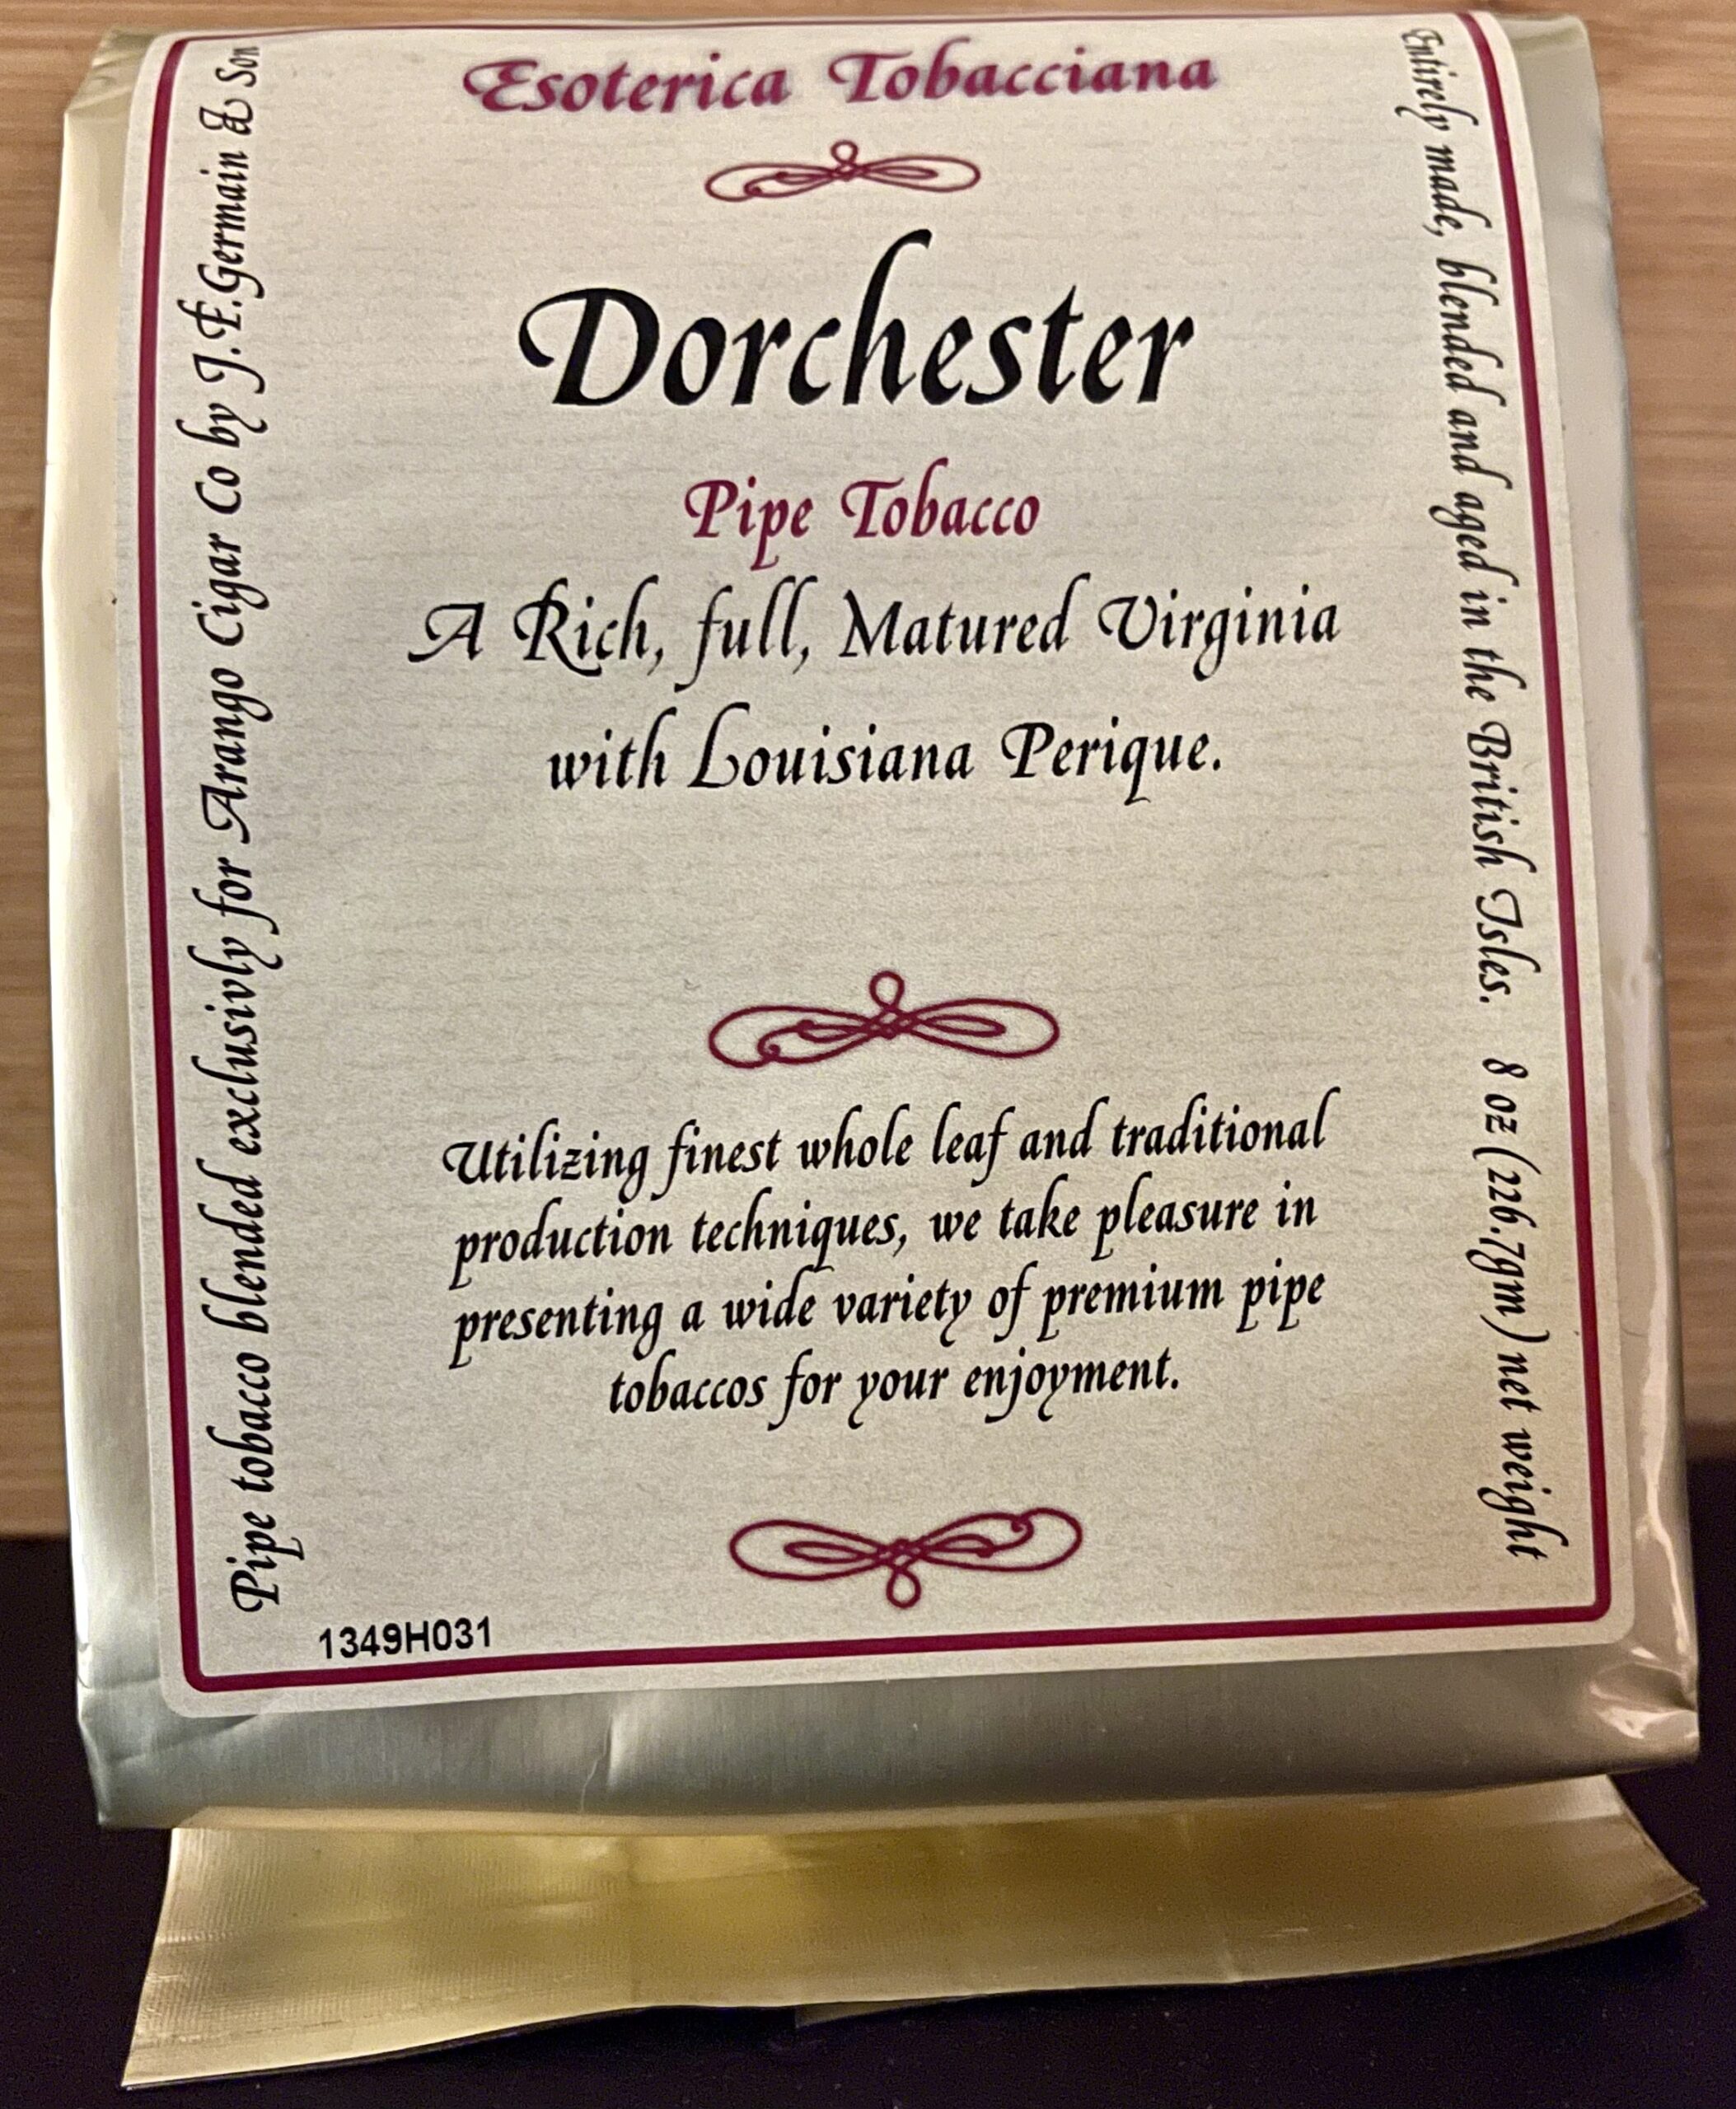 Esoterica Tobacciana
Dorchester
Pipe Tobacco
A Rich, full, Matured Virginia
with Louisiana Perique.
Utilizing finest whole leaf and traditional
production techniques, we take pleasure in
presenting a wide variety of premium pipe
tobaccos for your enjoyment.
Pipe tobacco blended exclusivly for Arango Cigar Co by J.F.Germain & Son
Entirely made, blended and aged in the British Isles. 8 oz (226.7gm) net weight
1349H031